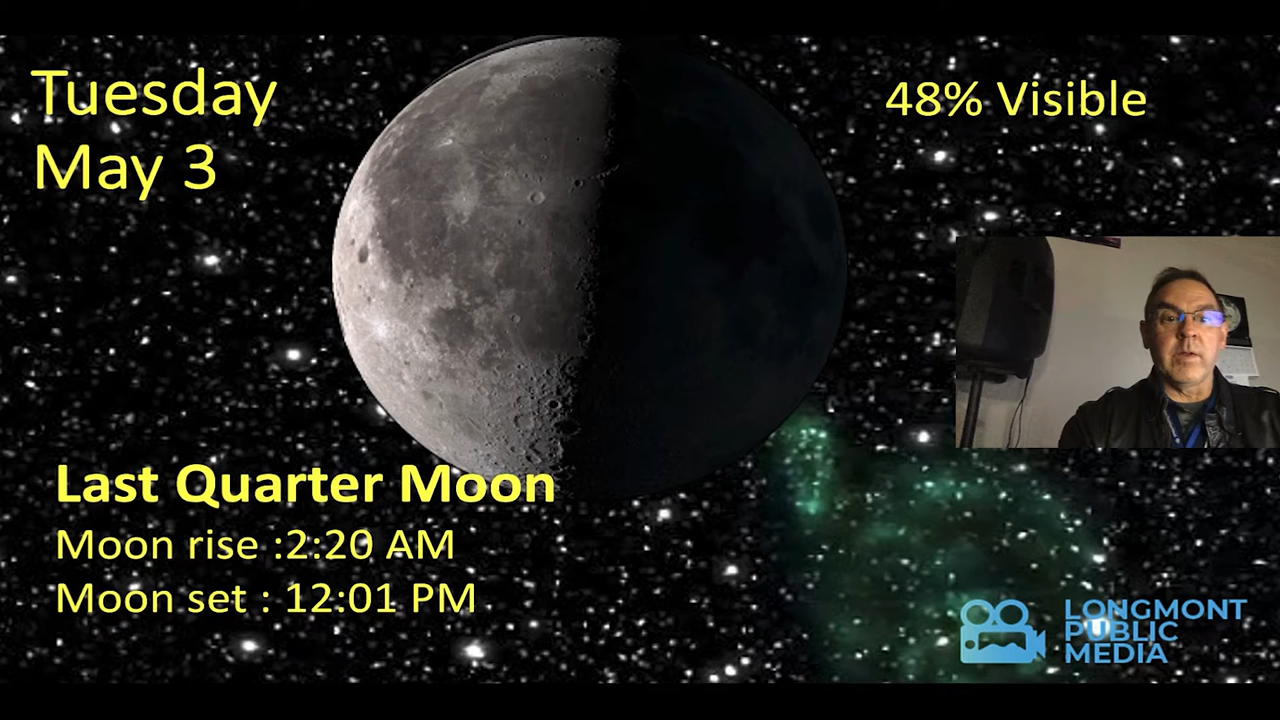 Tuesday
May 3
48% Visible
Last Quarter Moon
Moon rise :2:20 AM
Moon set : 12:01 PM
LONGMONT
PUBLIC
MEDIA